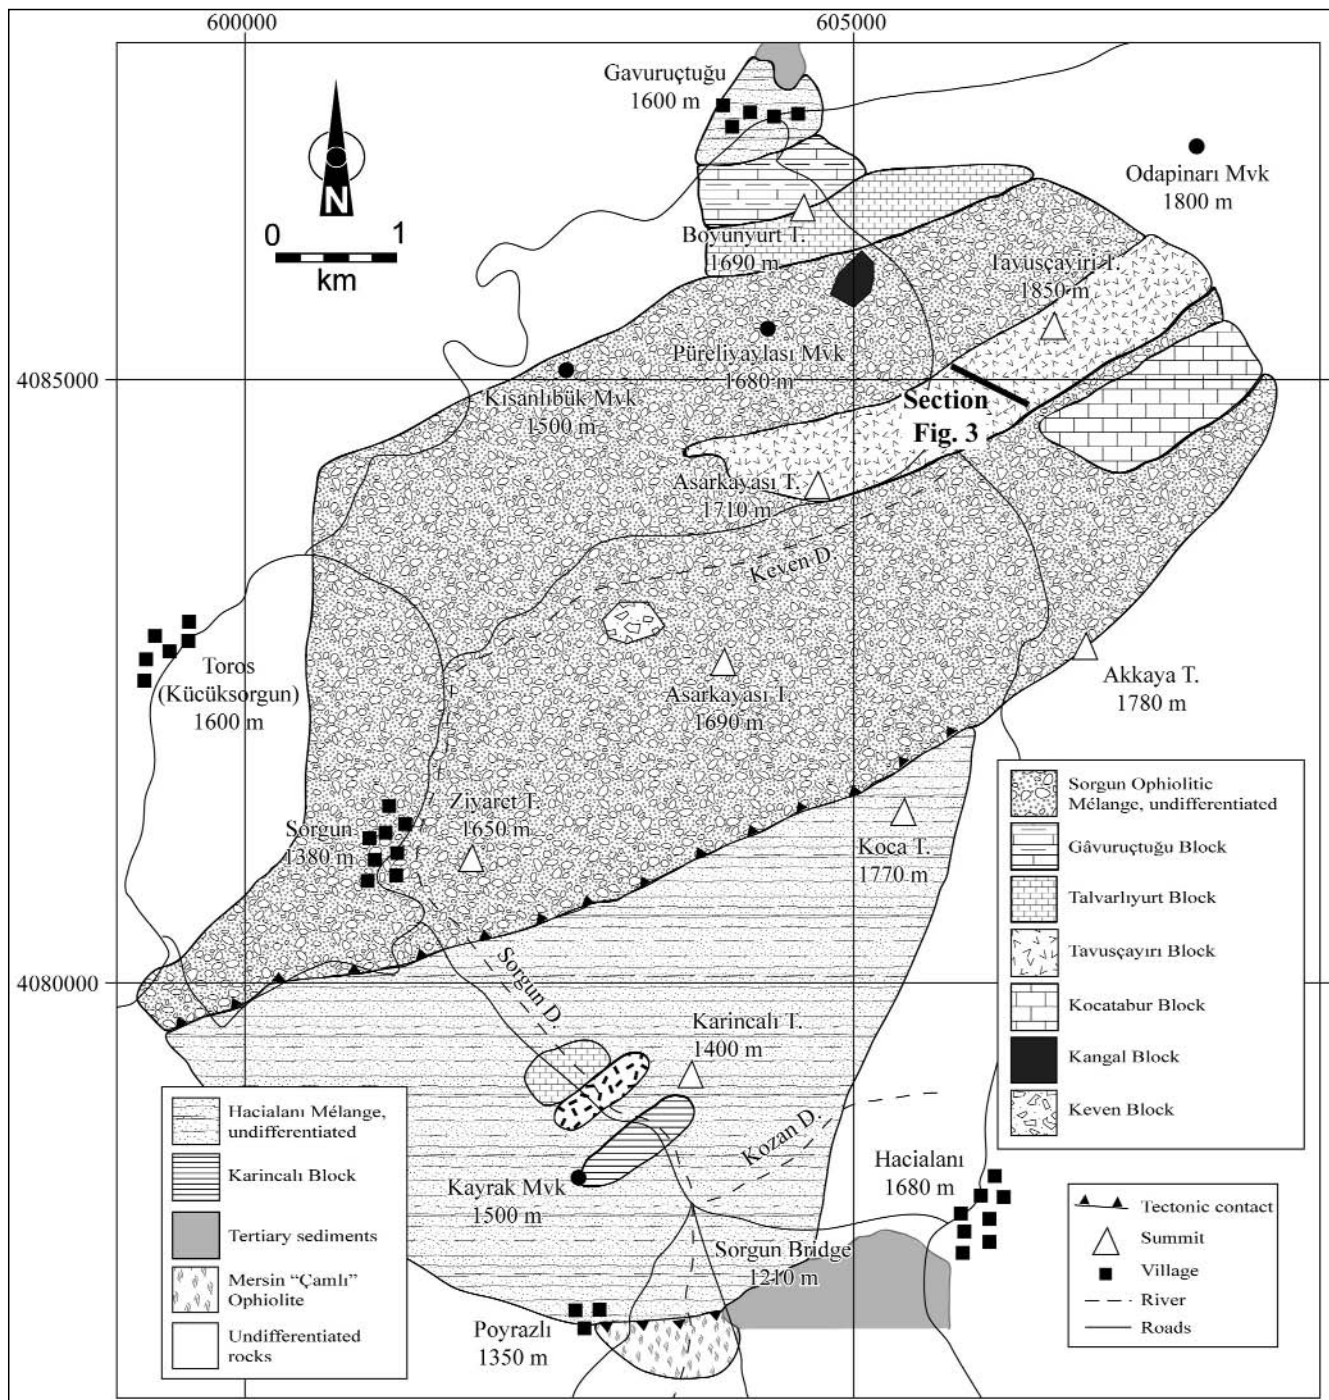 600000
605000
Gavuruçtuğu
1600 m
Odapinarı Mvk
1800 m
N
0 1
km
Boyunyurt T.
1690 m
Tavusçayiri T.
1850 m
Pürelivaylası Mvk
1680 m
4085000
Kısanlıbük Mvk
1500 m
Section
Fig. 3
Asarkayası T.
1710 m
Keven D.
Toros
(Kücüksorgun)
1600 m
Asarkayası T.
1690 m
Akkaya T.
1780 m
Sorgun
1380 m
Ziyaret T.
1650 m
Koca T.
1770 m
4080000
Sorgun D.
Karincalı T.
1400 m
Kozan D.
Kayrak Mvk
1500 m
Hacialanı
1680 m
Sorgun Bridge
1210 m
Poyrazlı
1350 m
Sorgun Ophiolitic
Mélange, undifferentiated
Gâvuruçtuğu Block
Talvarlıyurt Block
Tavusçayırı Block
Kocatabur Block
Kangal Block
Keven Block
Hacialanı Mélange,
undifferentiated
Karincalı Block
Tertiary sediments
Mersin “Çamlı”
Ophiolite
Undifferentiated
rocks
Tectonic contact
Summit
Village
River
Roads